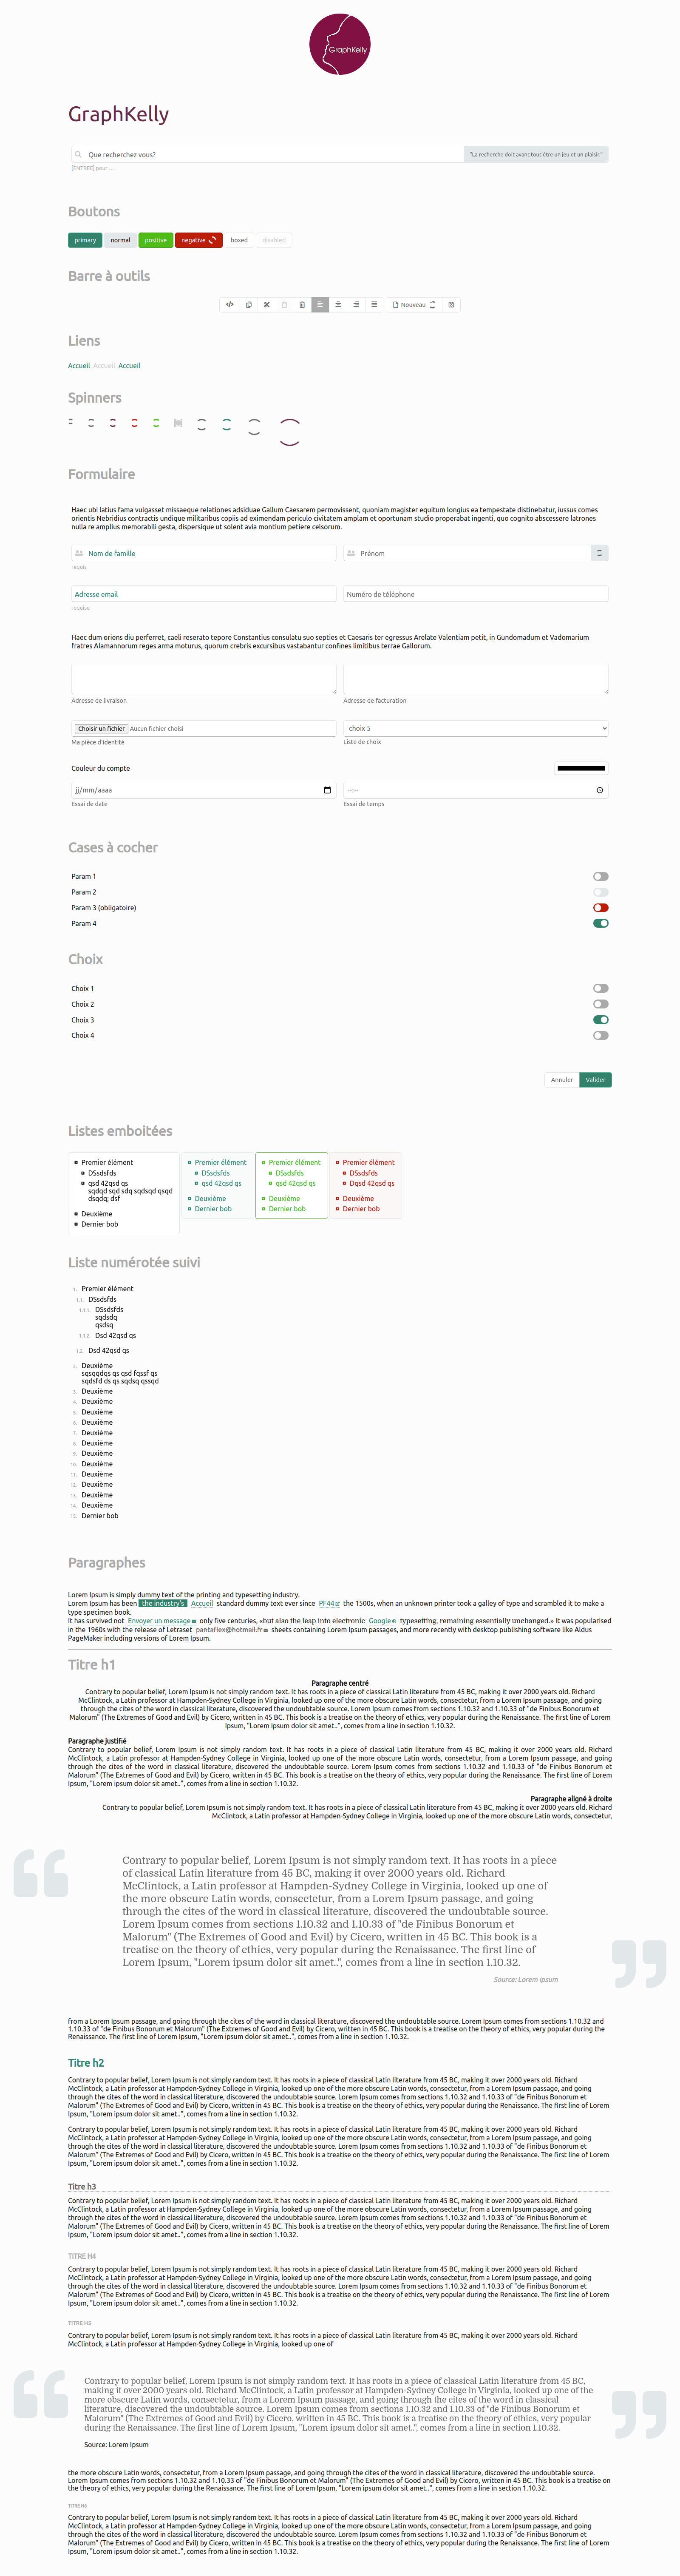 GraphKelly
GraphKelly
Que recherchez vous?
"La recherche doit avant tout être un jeu et un plaisir."
[ENTREE] pour ...
Boutons
primary normal positive negative boxed disabled
Barre à outils
Nouveau
Liens
Accueil Accueil Accueil
Spinners
Formulaire
Haec ubi latius fama vulgasset missaeque relationes adsiduae Gallum Caesarem permovissent, quoniam magister equitum longius ea tempestate distinebatur, iussus comes
orientis Nebridius contractis undique militaribus copiis ad eximendam periculo civitatem amplam et oportunam studio properabat ingenti, quo cognito abscessere latrones
nulla re amplius memorabili gesta, dispersique ut solent avia montium petiere celsorum.
Nom de famille
Prénom
requis
Adresse email
Numéro de téléphone
requise
Haec dum oriens diu perferret, caeli reserato tepore Constantius consulatu suo septies et Caesaris ter egressus Arelate Valentiam petit, in Gundomadum et Vadomarium
fratres Alamannorum reges arma moturus, quorum crebris excursibus vastabantur confines limitibus terrae Gallorum.
Adresse de livraison
Adresse de facturation
Choisir un fichier Aucun fichier choisi
choix 5
Ma pièce d'identité
Liste de choix
Couleur du compte
jj/mm/aaaa
--:--
Essai de date
Essai de temps
Cases à cocher
Param 1
Param 2
Param 3 (obligatoire)
Param 4
Choix
Choix 1
Choix 2
Choix 3
Choix 4
Annuler Valider
Listes emboitées
Premier élément
DSsdsfds
qsd 42qsd qs
sqdqd sqd sdq sqdsqd qsqd
dsqdq; dsf
Deuxième
Dernier bob
Premier élément
DSsdsfds
qsd 42qsd qs
Deuxième
Dernier bob
Premier élément
DSsdsfds
qsd 42qsd qs
Deuxième
Dernier bob
Premier élément
DSsdsfds
Dqsd 42qsd qs
Deuxième
Dernier bob
Liste numérotée suivi
1. Premier élément
1.1. DSsdsfds
1.1.1. DSsdsfds
sqdsdq
qsdsq
1.1.2. Dsd 42qsd qs
1.2. Dsd 42qsd qs
2. Deuxième
sqsqqdqs qs qsd fqssf qs
sqdsfd ds qs sqdsq qssqd
3. Deuxième
4. Deuxième
5. Deuxième
6. Deuxième
7. Deuxième
8. Deuxième
9. Deuxième
10. Deuxième
11. Deuxième
12. Deuxième
13. Deuxième
14. Deuxième
15. Dernier bob
Paragraphes
Lorem Ipsum is simply dummy text of the printing and typesetting industry.
Lorem Ipsum has been the industry's Accueil standard dummy text ever since PF44 the 1500s, when an unknown printer took a galley of type and scrambled it to make a
type specimen book.
It has survived not Envoyer un message only five centuries, «but also the leap into electronic Google typesetting, remaining essentially unchanged.» It was popularised
in the 1960s with the release of Letraset pantaflex@hotmail.fr sheets containing Lorem Ipsum passages, and more recently with desktop publishing software like Aldus
PageMaker including versions of Lorem Ipsum.
Titre h1
Paragraphe centré
Contrary to popular belief, Lorem Ipsum is not simply random text. It has roots in a piece of classical Latin literature from 45 BC, making it over 2000 years old. Richard
McClintock, a Latin professor at Hampden-Sydney College in Virginia, looked up one of the more obscure Latin words, consectetur, from a Lorem Ipsum passage, and going
through the cites of the word in classical literature, discovered the undoubtable source. Lorem Ipsum comes from sections 1.10.32 and 1.10.33 of "de Finibus Bonorum et
Malorum" (The Extremes of Good and Evil) by Cicero, written in 45 BC. This book is a treatise on the theory of ethics, very popular during the Renaissance. The first line of Lorem
Ipsum, "Lorem ipsum dolor sit amet..", comes from a line in section 1.10.32.
Paragraphe justifié
Contrary to popular belief, Lorem Ipsum is not simply random text. It has roots in a piece of classical Latin literature from 45 BC, making it over 2000 years old. Richard
McClintock, a Latin professor at Hampden-Sydney College in Virginia, looked up one of the more obscure Latin words, consectetur, from a Lorem Ipsum passage, and going
through the cites of the word in classical literature, discovered the undoubtable source. Lorem Ipsum comes from sections 1.10.32 and 1.10.33 of "de Finibus Bonorum et
Malorum" (The Extremes of Good and Evil) by Cicero, written in 45 BC. This book is a treatise on the theory of ethics, very popular during the Renaissance. The first line of Lorem
Ipsum, "Lorem ipsum dolor sit amet..", comes from a line in section 1.10.32.
Paragraphe aligné à droite
Contrary to popular belief, Lorem Ipsum is not simply random text. It has roots in a piece of classical Latin literature from 45 BC, making it over 2000 years old. Richard
McClintock, a Latin professor at Hampden-Sydney College in Virginia, looked up one of the more obscure Latin words, consectetur,
Contrary to popular belief, Lorem Ipsum is not simply random text. It has roots in a piece
of classical Latin literature from 45 BC, making it over 2000 years old. Richard
McClintock, a Latin professor at Hampden-Sydney College in Virginia, looked up one of
the more obscure Latin words, consectetur, from a Lorem Ipsum passage, and going
through the cites of the word in classical literature, discovered the undoubtable source.
Lorem Ipsum comes from sections 1.10.32 and 1.10.33 of "de Finibus Bonorum et
Malorum" (The Extremes of Good and Evil) by Cicero, written in 45 BC. This book is a
treatise on the theory of ethics, very popular during the Renaissance. The first line of
Lorem Ipsum, "Lorem ipsum dolor sit amet..", comes from a line in section 1.10.32.
Source: Lorem Ipsum
from a Lorem Ipsum passage, and going through the cites of the word in classical literature, discovered the undoubtable source. Lorem Ipsum comes from sections 1.10.32 and
1.10.33 of "de Finibus Bonorum et Malorum" (The Extremes of Good and Evil) by Cicero, written in 45 BC. This book is a treatise on the theory of ethics, very popular during the
Renaissance. The first line of Lorem Ipsum, "Lorem ipsum dolor sit amet..", comes from a line in section 1.10.32.
Titre h2
Contrary to popular belief, Lorem Ipsum is not simply random text. It has roots in a piece of classical Latin literature from 45 BC, making it over 2000 years old. Richard
McClintock, a Latin professor at Hampden-Sydney College in Virginia, looked up one of the more obscure Latin words, consectetur, from a Lorem Ipsum passage, and going
through the cites of the word in classical literature, discovered the undoubtable source. Lorem Ipsum comes from sections 1.10.32 and 1.10.33 of "de Finibus Bonorum et
Malorum" (The Extremes of Good and Evil) by Cicero, written in 45 BC. This book is a treatise on the theory of ethics, very popular during the Renaissance. The first line of Lorem
Ipsum, "Lorem ipsum dolor sit amet..", comes from a line in section 1.10.32.
Contrary to popular belief, Lorem Ipsum is not simply random text. It has roots in a piece of classical Latin literature from 45 BC, making it over 2000 years old. Richard
McClintock, a Latin professor at Hampden-Sydney College in Virginia, looked up one of the more obscure Latin words, consectetur, from a Lorem Ipsum passage, and going
through the cites of the word in classical literature, discovered the undoubtable source. Lorem Ipsum comes from sections 1.10.32 and 1.10.33 of "de Finibus Bonorum et
Malorum" (The Extremes of Good and Evil) by Cicero, written in 45 BC. This book is a treatise on the theory of ethics, very popular during the Renaissance. The first line of Lorem
Ipsum, "Lorem ipsum dolor sit amet..", comes from a line in section 1.10.32.
Titre h3
Contrary to popular belief, Lorem Ipsum is not simply random text. It has roots in a piece of classical Latin literature from 45 BC, making it over 2000 years old. Richard
McClintock, a Latin professor at Hampden-Sydney College in Virginia, looked up one of the more obscure Latin words, consectetur, from a Lorem Ipsum passage, and going
through the cites of the word in classical literature, discovered the undoubtable source. Lorem Ipsum comes from sections 1.10.32 and 1.10.33 of "de Finibus Bonorum et
Malorum" (The Extremes of Good and Evil) by Cicero, written in 45 BC. This book is a treatise on the theory of ethics, very popular during the Renaissance. The first line of Lorem
Ipsum, "Lorem ipsum dolor sit amet..", comes from a line in section 1.10.32.
TITRE H4
Contrary to popular belief, Lorem Ipsum is not simply random text. It has roots in a piece of classical Latin literature from 45 BC, making it over 2000 years old. Richard
McClintock, a Latin professor at Hampden-Sydney College in Virginia, looked up one of the more obscure Latin words, consectetur, from a Lorem Ipsum passage, and going
through the cites of the word in classical literature, discovered the undoubtable source. Lorem Ipsum comes from sections 1.10.32 and 1.10.33 of "de Finibus Bonorum et
Malorum" (The Extremes of Good and Evil) by Cicero, written in 45 BC. This book is a treatise on the theory of ethics, very popular during the Renaissance. The first line of Lorem
Ipsum, "Lorem ipsum dolor sit amet..", comes from a line in section 1.10.32.
TITRE H5
Contrary to popular belief, Lorem Ipsum is not simply random text. It has roots in a piece of classical Latin literature from 45 BC, making it over 2000 years old. Richard
McClintock, a Latin professor at Hampden-Sydney College in Virginia, looked up one of
Contrary to popular belief, Lorem Ipsum is not simply random text. It has roots in a piece of classical Latin literature from 45 BC,
making it over 2000 years old. Richard McClintock, a Latin professor at Hampden-Sydney College in Virginia, looked up one of the
more obscure Latin words, consectetur, from a Lorem Ipsum passage, and going through the cites of the word in classical
literature, discovered the undoubtable source. Lorem Ipsum comes from sections 1.10.32 and 1.10.33 of "de Finibus Bonorum et
Malorum" (The Extremes of Good and Evil) by Cicero, written in 45 BC. This book is a treatise on the theory of ethics, very popular
during the Renaissance. The first line of Lorem Ipsum, "Lorem ipsum dolor sit amet..", comes from a line in section 1.10.32.
Source: Lorem Ipsum
the more obscure Latin words, consectetur, from a Lorem Ipsum passage, and going through the cites of the word in classical literature, discovered the undoubtable source.
Lorem Ipsum comes from sections 1.10.32 and 1.10.33 of "de Finibus Bonorum et Malorum" (The Extremes of Good and Evil) by Cicero, written in 45 BC. This book is a treatise on
the theory of ethics, very popular during the Renaissance. The first line of Lorem Ipsum, "Lorem ipsum dolor sit amet..", comes from a line in section 1.10.32.
TITRE H6
Contrary to popular belief, Lorem Ipsum is not simply random text. It has roots in a piece of classical Latin literature from 45 BC, making it over 2000 years old. Richard
McClintock, a Latin professor at Hampden-Sydney College in Virginia, looked up one of the more obscure Latin words, consectetur, from a Lorem Ipsum passage, and going
through the cites of the word in classical literature, discovered the undoubtable source. Lorem Ipsum comes from sections 1.10.32 and 1.10.33 of "de Finibus Bonorum et
Malorum" (The Extremes of Good and Evil) by Cicero, written in 45 BC. This book is a treatise on the theory of ethics, very popular during the Renaissance. The first line of Lorem
Ipsum, "Lorem ipsum dolor sit amet..", comes from a line in section 1.10.32.